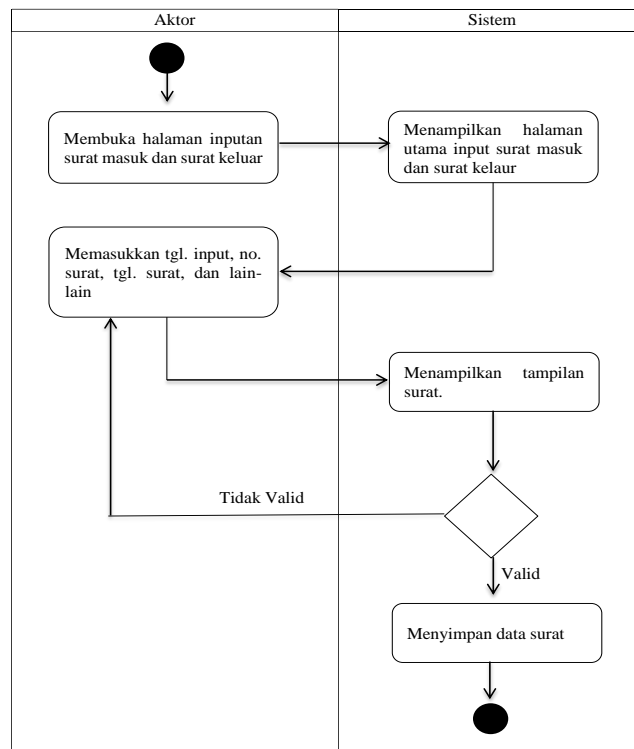 Aktor
Sistem
Membuka halaman inputan
surat masuk dan surat keluar
Menampilkan halaman
utama input surat masuk
dan surat kelaur
Memasukkan tgl. input, no.
surat, tgl. surat, dan lain-
lain
Menampilkan tampilan
surat.
Tidak Valid
Valid
Menyimpan data surat